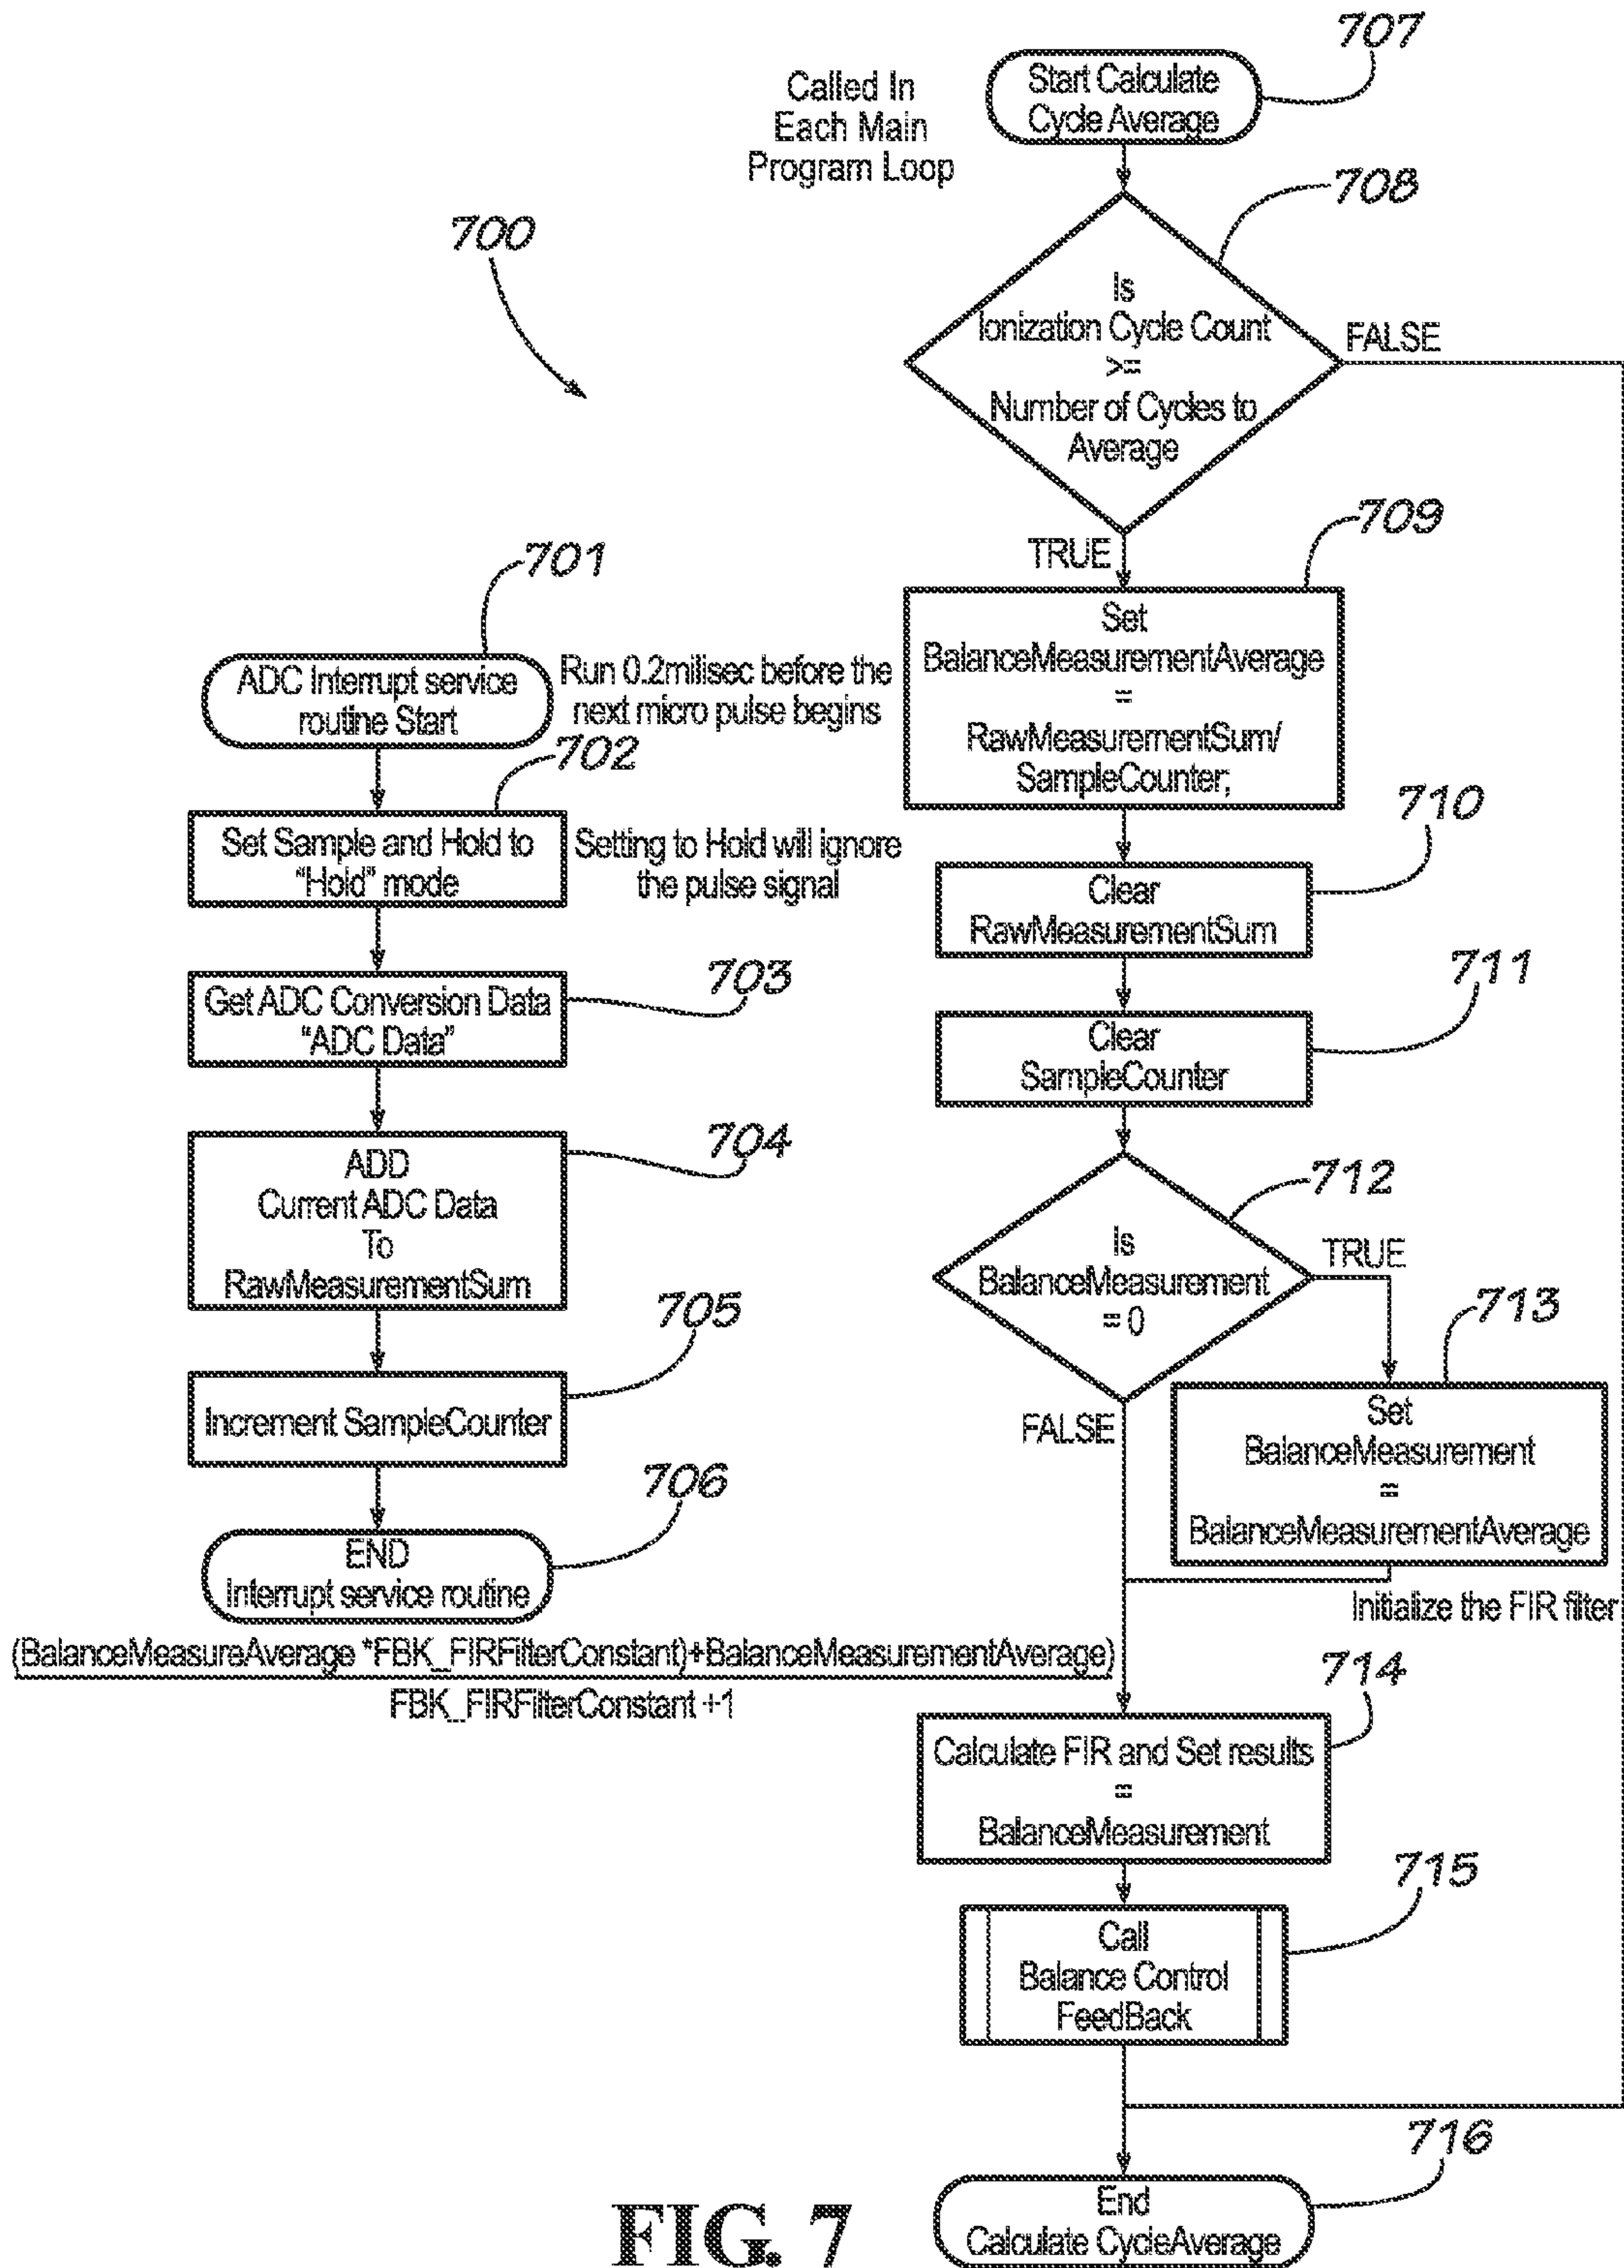 707
Start Calculate
Cycle Average
Called In
Each Main
Program Loop
708
700
Is
Ionization Cycle Count
>=
Number of Cycles to
Average
FALSE
TRUE
709
Set
BalanceMeasurementAverage
=
RawMeasurementSum/
SampleCounter;
701
ADC Interrupt service
routine Start
Run 0.2milisec before the
next micro pulse begins
702
Set Sample and Hold to
"Hold" mode
Setting to Hold will ignore
the pulse signal
710
Clear
RawMeasurementSum
703
Get ADC Conversion Data
"ADC Data"
711
Clear
SampleCounter
704
ADD
Current ADC Data
To
RawMeasurementSum
712
Is
BalanceMeasurement
= 0
TRUE
FALSE
713
Set
BalanceMeasurement
=
BalanceMeasurementAverage
Initialize the FIR filter
705
Increment SampleCounter
706
END
Interrupt service routine
(BalanceMeasureAverage *FBK_FIRFilterConstant)+BalanceMeasurementAverage)
FBK_FIRFilterConstant +1
714
Calculate FIR and Set results
=
BalanceMeasurement
715
Call
Balance Control
FeedBack
716
End
Calculate CycleAverage
FIG. 7